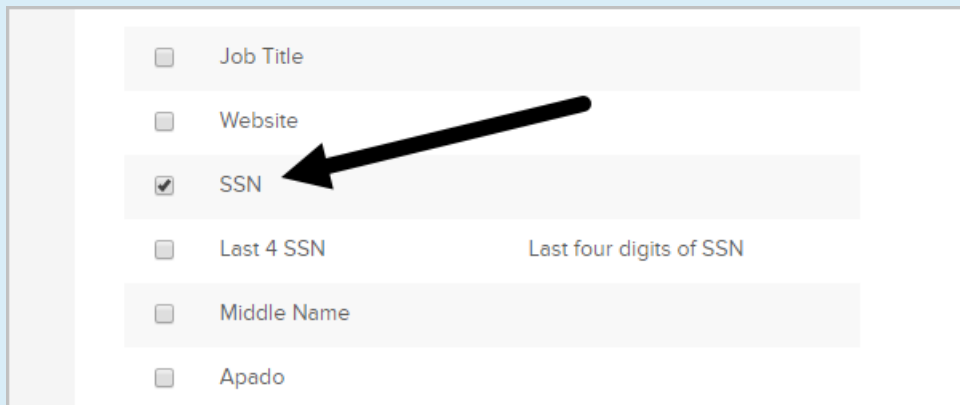 Job Title
Website
SSN
Last 4 SSN Last four digits of SSN
Middle Name
Apado